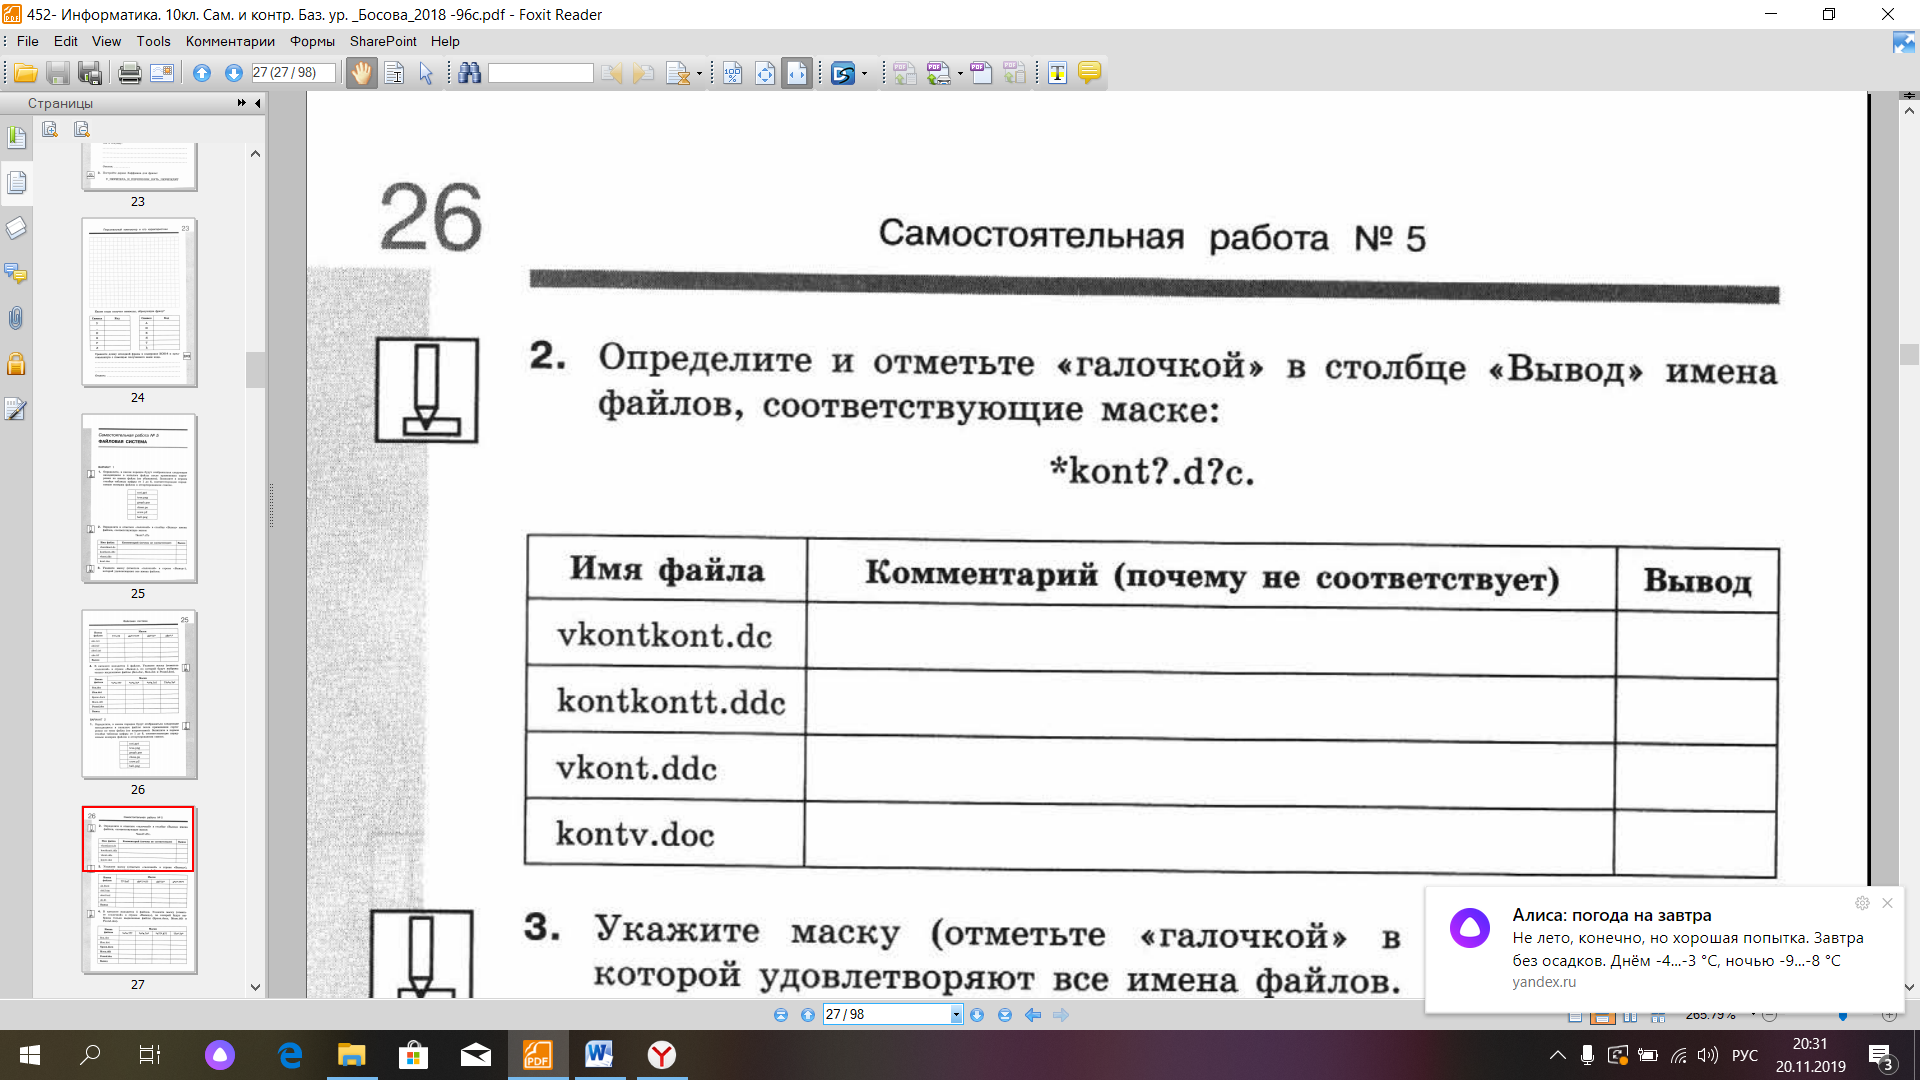 452- Информатика. 10кл. Сам. и контр. Баз. ур. _Босова_2018 -96с.pdf - Foxit Reader
File Edit View Tools Комментарии Формы SharePoint Help
27 (27 / 98)
Страницы
23
24
25
26
27
26
Самостоятельная работа № 5
2. Определите и отметьте «галочкой» в столбце «Вывод» имена
файлов, соответствующие маске:
*kont?.d?c.
Имя файла Комментарий (почему не соответствует) Вывод
vkontkont.dc
kontkontt.ddc
vkont.ddc
kontv.doc
3. Укажите маску (отметьте «галочкой» в
которой удовлетворяют все имена файлов.
Алиса: погода на завтра
Не лето, конечно, но хорошая попытка. Завтра
без осадков. Днём -4...-3 °C, ночью -9...-8 °C
yandex.ru
27 / 98
265.79%
РУС
20:31
20.11.2019
3